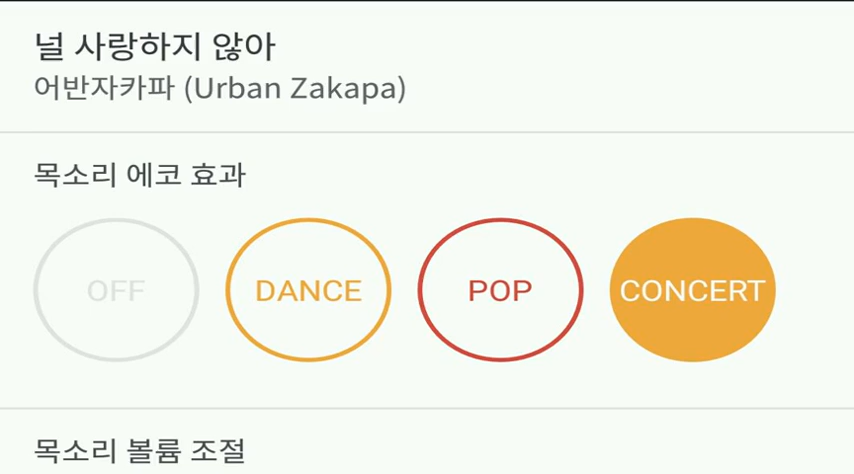 널 사랑하지 않아
어반자카파 (Urban Zakapa)
목소리 에코 효과
OFF DANCE POP CONCERT
목소리 볼륨 조절